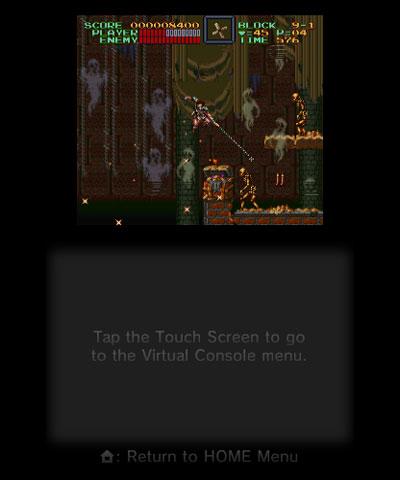 SCORE 000008400 BLOCK 9-1
PLAYER ♥=45 P=04
ENEMY TIME 576
Tap the Touch Screen to go
to the Virtual Console menu.
: Return to HOME Menu